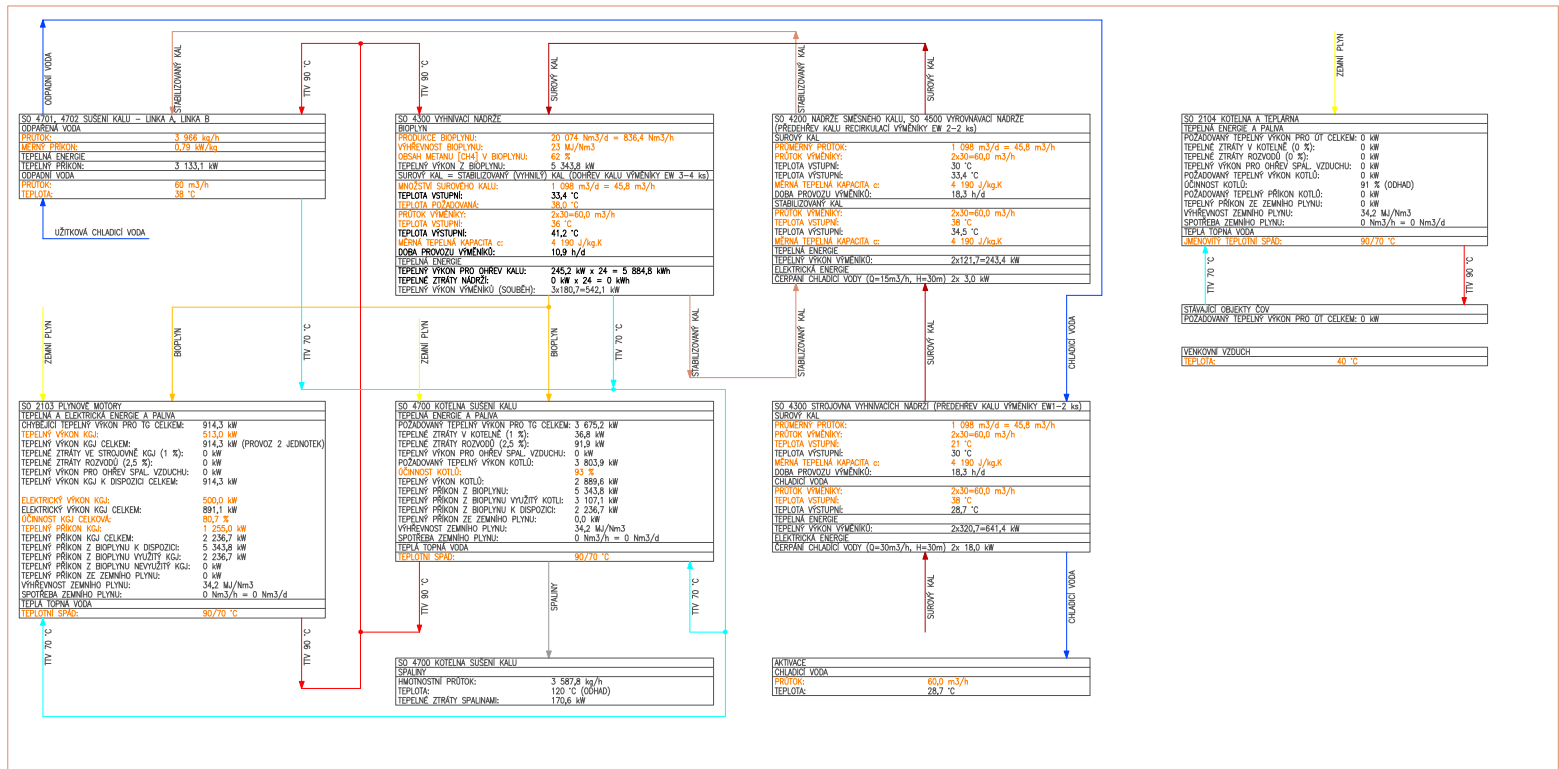 ODPADNÍ VODA
STABILIZOVANÝ KAL
TTV 90 °C
TTV 90 °C
SUROVÝ KAL
STABILIZOVANÝ KAL
SUROVÝ KAL
ZEMNÍ PLYN
SO 4701, 4702 SUŠENÍ KALU – LINKA A, LINKA B
ODPAŘENÁ VODA
PRŮTOK: 3 966 kg/h
MĚRNÝ PŘÍKON: 0,79 kW/kg
TEPELNÁ ENERGIE
TEPELNÝ PŘÍKON: 3 133,1 kW
ODPADNÍ VODA
PRŮTOK: 60 m3/h
TEPLOTA: 38 °C
UŽITKOVÁ CHLADICÍ VODA
SO 4300 VYHNÍVACÍ NÁDRŽE
BIOPLYN
PRODUKCE BIOPLYNU: 20 074 Nm3/d = 836,4 Nm3/h
VÝHŘEVNOST BIOPLYNU: 23 MJ/Nm3
OBSAH METANU [CH4] V BIOPLYNU: 62 %
TEPELNÝ VÝKON Z BIOPLYNU: 5 343,8 kW
SUROVÝ KAL = STABILIZOVANÝ (VYHNILÝ) KAL (DOHŘEV KALU VÝMĚNÍKY EW 3–4 ks)
MNOŽSTVÍ SUROVÉHO KALU: 1 098 m3/d = 45,8 m3/h
TEPLOTA VSTUPNÍ: 33,4 °C
TEPLOTA POŽADOVANÁ: 38,0 °C
PRŮTOK VÝMĚNÍKY: 2x30=60,0 m3/h
TEPLOTA VSTUPNÍ: 36 °C
TEPLOTA VÝSTUPNÍ: 41,2 °C
MĚRNÁ TEPELNÁ KAPACITA c: 4 190 J/kg.K
DOBA PROVOZU VÝMĚNÍKŮ: 10,9 h/d
TEPELNÁ ENERGIE
TEPELNÝ VÝKON PRO OHŘEV KALU: 245,2 kW x 24 = 5 884,8 kWh
TEPELNÉ ZTRÁTY NÁDRŽÍ: 0 kW x 24 = 0 kWh
TEPELNÝ VÝKON VÝMĚNÍKŮ (SOUBĚH): 3x180,7=542,1 kW
SO 4200 NÁDRŽE SMĚSNÉHO KALU, SO 4500 VYROVNÁVACÍ NÁDRŽE
(PŘEDEHŘEV KALU RECIRKULACÍ VÝMĚNÍKY EW 2–2 ks)
SUROVÝ KAL
PRŮMĚRNÝ PRŮTOK: 1 098 m3/d = 45,8 m3/h
PRŮTOK VÝMĚNÍKY: 2x30=60,0 m3/h
TEPLOTA VSTUPNÍ: 30 °C
TEPLOTA VÝSTUPNÍ: 33,4 °C
MĚRNÁ TEPELNÁ KAPACITA c: 4 190 J/kg.K
DOBA PROVOZU VÝMĚNÍKŮ: 18,3 h/d
STABILIZOVANÝ KAL
PRŮTOK VÝMĚNÍKY: 2x30=60,0 m3/h
TEPLOTA VSTUPNÍ: 38 °C
TEPLOTA VÝSTUPNÍ: 34,5 °C
MĚRNÁ TEPELNÁ KAPACITA c: 4 190 J/kg.K
TEPELNÁ ENERGIE
TEPELNÝ VÝKON VÝMĚNÍKŮ: 2x121,7=243,4 kW
ELEKTRICKÁ ENERGIE
ČERPÁNÍ CHLADÍCÍ VODY (Q=15m3/h, H=30m) 2x 3,0 kW
SO 2104 KOTELNA A TEPLÁRNA
TEPELNÁ ENERGIE A PALIVA
POŽADOVANÝ TEPELNÝ VÝKON PRO ÚT CELKEM: 0 kW
TEPELNÉ ZTRÁTY V KOTELNĚ (0 %): 0 kW
TEPELNÉ ZTRÁTY ROZVODŮ (0 %): 0 kW
TEPELNÝ VÝKON PRO OHŘEV SPAL. VZDUCHU: 0 kW
POŽADOVANÝ TEPELNÝ VÝKON KOTLŮ: 0 kW
ÚČINNOST KOTLŮ: 91 % (ODHAD)
POŽADOVANÝ TEPELNÝ PŘÍKON KOTLŮ: 0 kW
TEPELNÝ PŘÍKON ZE ZEMNÍHO PLYNU: 0 kW
VÝHŘEVNOST ZEMNÍHO PLYNU: 34,2 MJ/Nm3
SPOTŘEBA ZEMNÍHO PLYNU: 0 Nm3/h = 0 Nm3/d
TEPLÁ TOPNÁ VODA
JMENOVITÝ TEPLOTNÍ SPÁD: 90/70 °C
TTV 70 °C
TTV 90 °C
STÁVAJÍCÍ OBJEKTY ČOV
POŽADOVANÝ TEPELNÝ VÝKON PRO ÚT CELKEM: 0 kW
VENKOVNÍ VZDUCH
TEPLOTA: 40 °C
ZEMNÍ PLYN
BIOPLYN
TTV 70 °C
ZEMNÍ PLYN
BIOPLYN
TTV 70 °C
STABILIZOVANÝ KAL
STABILIZOVANÝ KAL
SUROVÝ KAL
CHLADICÍ VODA
SO 2103 PLYNOVÉ MOTORY
TEPELNÁ A ELEKTRICKÁ ENERGIE A PALIVA
CHYBĚJÍCÍ TEPELNÝ VÝKON PRO TG CELKEM: 914,3 kW
TEPELNÝ VÝKON KGJ: 513,0 kW
TEPELNÝ VÝKON KGJ CELKEM: 914,3 kW (PROVOZ 2 JEDNOTEK)
TEPELNÉ ZTRÁTY VE STROJOVNĚ KGJ (1 %): 0 kW
TEPELNÉ ZTRÁTY ROZVODŮ (2,5 %): 0 kW
TEPELNÝ VÝKON PRO OHŘEV SPAL. VZDUCHU: 0 kW
TEPELNÝ VÝKON KGJ K DISPOZICI CELKEM: 914,3 kW
ELEKTRICKÝ VÝKON KGJ: 500,0 kW
ELEKTRICKÝ VÝKON KGJ CELKEM: 891,1 kW
ÚČINNOST KGJ CELKOVÁ: 80,7 %
TEPELNÝ PŘÍKON KGJ: 1 255,0 kW
TEPELNÝ PŘÍKON KGJ CELKEM: 2 236,7 kW
TEPELNÝ PŘÍKON Z BIOPLYNU K DISPOZICI: 5 343,8 kW
TEPELNÝ PŘÍKON Z BIOPLYNU VYUŽITÝ KGJ: 2 236,7 kW
TEPELNÝ PŘÍKON Z BIOPLYNU NEVYUŽITÝ KGJ: 0 kW
TEPELNÝ PŘÍKON ZE ZEMNÍHO PLYNU: 0 kW
VÝHŘEVNOST ZEMNÍHO PLYNU: 34,2 MJ/Nm3
SPOTŘEBA ZEMNÍHO PLYNU: 0 Nm3/h = 0 Nm3/d
TEPLÁ TOPNÁ VODA
TEPLOTNÍ SPÁD: 90/70 °C
SO 4700 KOTELNA SUŠENÍ KALU
TEPELNÁ ENERGIE A PALIVA
POŽADOVANÝ TEPELNÝ VÝKON PRO TG CELKEM: 3 675,2 kW
TEPELNÉ ZTRÁTY V KOTELNĚ (1 %): 36,8 kW
TEPELNÉ ZTRÁTY ROZVODŮ (2,5 %): 91,9 kW
TEPELNÝ VÝKON PRO OHŘEV SPAL. VZDUCHU: 0 kW
POŽADOVANÝ TEPELNÝ VÝKON KOTLŮ: 3 803,9 kW
ÚČINNOST KOTLŮ: 93 %
TEPELNÝ VÝKON KOTLŮ: 2 889,6 kW
TEPELNÝ PŘÍKON Z BIOPLYNU: 5 343,8 kW
TEPELNÝ PŘÍKON Z BIOPLYNU VYUŽITÝ KOTLI: 3 107,1 kW
TEPELNÝ PŘÍKON Z BIOPLYNU K DISPOZICI: 2 236,7 kW
TEPELNÝ PŘÍKON ZE ZEMNÍHO PLYNU: 0,0 kW
VÝHŘEVNOST ZEMNÍHO PLYNU: 34,2 MJ/Nm3
SPOTŘEBA ZEMNÍHO PLYNU: 0 Nm3/h = 0 Nm3/d
TEPLÁ TOPNÁ VODA
TEPLOTNÍ SPÁD: 90/70 °C
SO 4300 STROJOVNA VYHNÍVACÍCH NÁDRŽÍ (PŘEDEHŘEV KALU VÝMĚNÍKY EW1–2 ks)
SUROVÝ KAL
PRŮMĚRNÝ PRŮTOK: 1 098 m3/d = 45,8 m3/h
PRŮTOK VÝMĚNÍKY: 2x30=60,0 m3/h
TEPLOTA VSTUPNÍ: 21 °C
TEPLOTA VÝSTUPNÍ: 30 °C
MĚRNÁ TEPELNÁ KAPACITA c: 4 190 J/kg.K
DOBA PROVOZU VÝMĚNÍKŮ: 18,3 h/d
CHLADICÍ VODA
PRŮTOK VÝMĚNÍKY: 2x30=60,0 m3/h
TEPLOTA VSTUPNÍ: 38 °C
TEPLOTA VÝSTUPNÍ: 28,7 °C
TEPELNÁ ENERGIE
TEPELNÝ VÝKON VÝMĚNÍKŮ: 2x320,7=641,4 kW
ELEKTRICKÁ ENERGIE
ČERPÁNÍ CHLADÍCÍ VODY (Q=30m3/h, H=30m) 2x 18,0 kW
TTV 70 °C
TTV 90 °C
TTV 90 °C
SPALINY
TTV 70 °C
SUROVÝ KAL
CHLADICÍ VODA
SO 4700 KOTELNA SUŠENÍ KALU
SPALINY
HMOTNOSTNÍ PRŮTOK: 3 587,8 kg/h
TEPLOTA: 120 °C (ODHAD)
TEPELNÉ ZTRÁTY SPALINAMI: 170,6 kW
AKTIVACE
CHLADICÍ VODA
PRŮTOK: 60,0 m3/h
TEPLOTA: 28,7 °C